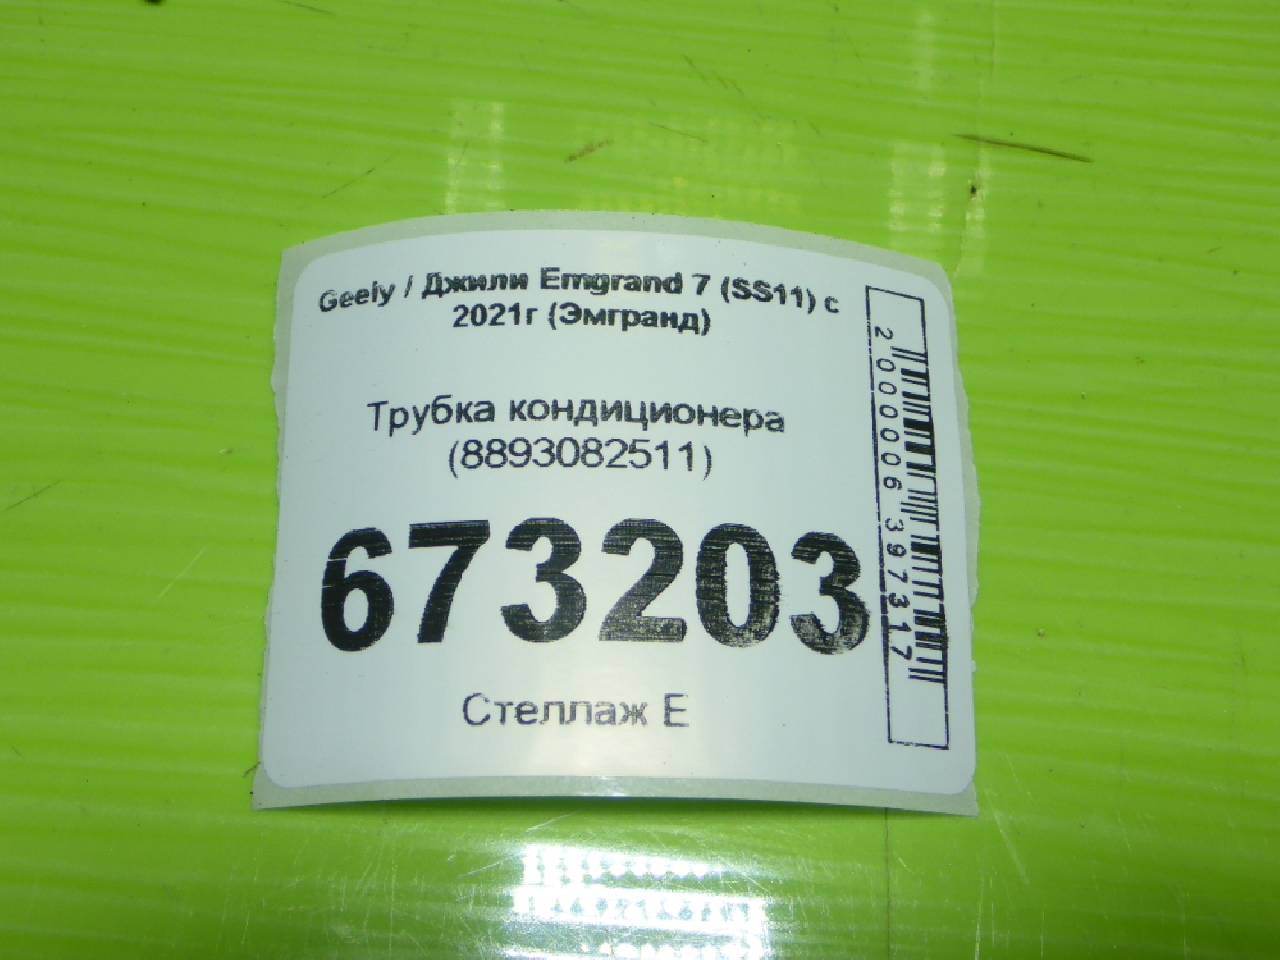 Geely / Джили Emgrand 7 (SS11) с
2021г (Эмгранд)
Трубка кондиционера
(8893082511)
673203
Стеллаж Е
2000006397317